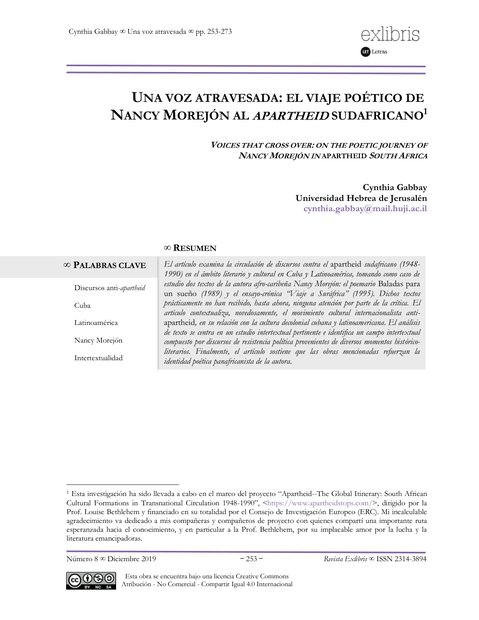 Cynthia Gabbay ∞ Una voz atravesada ∞ pp. 253-273
exlibris
Letras
UNA VOZ ATRAVESADA: EL VIAJE POÉTICO DE
NANCY MOREJÓN AL APARTHEID SUDAFRICANO¹
VOICES THAT CROSS OVER: ON THE POETIC JOURNEY OF
NANCY MOREJÓN IN APARTHEID SOUTH AFRICA
Cynthia Gabbay
Universidad Hebrea de Jerusalén
cynthia.gabbay@mail.huji.ac.il
∞ RESUMEN
El artículo examina la circulación de discursos contra el apartheid sudafricano (1948-
1990) en el ámbito literario y cultural en Cuba y Latinoamérica, tomando como caso de
estudio dos textos de la autora afro-caribeña Nancy Morejón: el poemario Baladas para
un sueño (1989) y el ensayo-crónica “Viaje a Suráfrica” (1995). Dichos textos
prácticamente no han recibido, hasta ahora, ninguna atención por parte de la crítica. El
artículo contextualiza, novedosamente, el movimiento cultural internacionalista anti-
apartheid, en su relación con la cultura decolonial cubana y latinoamericana. El análisis
de texto se centra en un estudio intertextual pertinente e identifica un campo intertextual
compuesto por discursos de resistencia política provenientes de diversos momentos histórico-
literarios. Finalmente, el artículo sostiene que las obras mencionadas refuerzan la
identidad poética panafricanista de la autora.
∞ PALABRAS CLAVE
Discursos anti-apartheid
Cuba
Latinoamérica
Nancy Morejón
Intertextualidad
¹ Esta investigación ha sido llevada a cabo en el marco del proyecto “Apartheid--The Global Itinerary: South African
Cultural Formations in Transnational Circulation 1948-1990”, <https://www.apartheidstops.com/>, dirigido por la
Prof. Louise Bethlehem y financiado en su totalidad por el Consejo de Investigación Europeo (ERC). Mi incalculable
agradecimiento va dedicado a mis compañeras y compañeros de proyecto con quienes compartí una importante ruta
esperanzada hacia el conocimiento, y en particular a la Prof. Bethlehem, por su implacable amor por la lucha y la
literatura emancipadoras.
Número 8 ∞ Diciembre 2019 ~ 253 ~ Revista Exlibris ∞ ISSN 2314-3894
cc BY NC SA
Esta obra se encuentra bajo una licencia Creative Commons
Atribución - No Comercial - Compartir Igual 4.0 Internacional